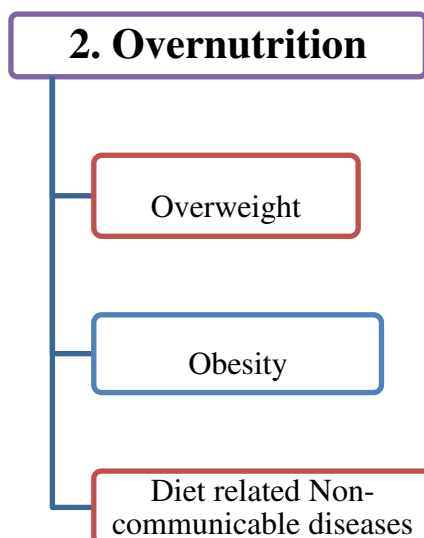 2. Overnutrition
Overweight
Obesity
Diet related Non-
communicable diseases